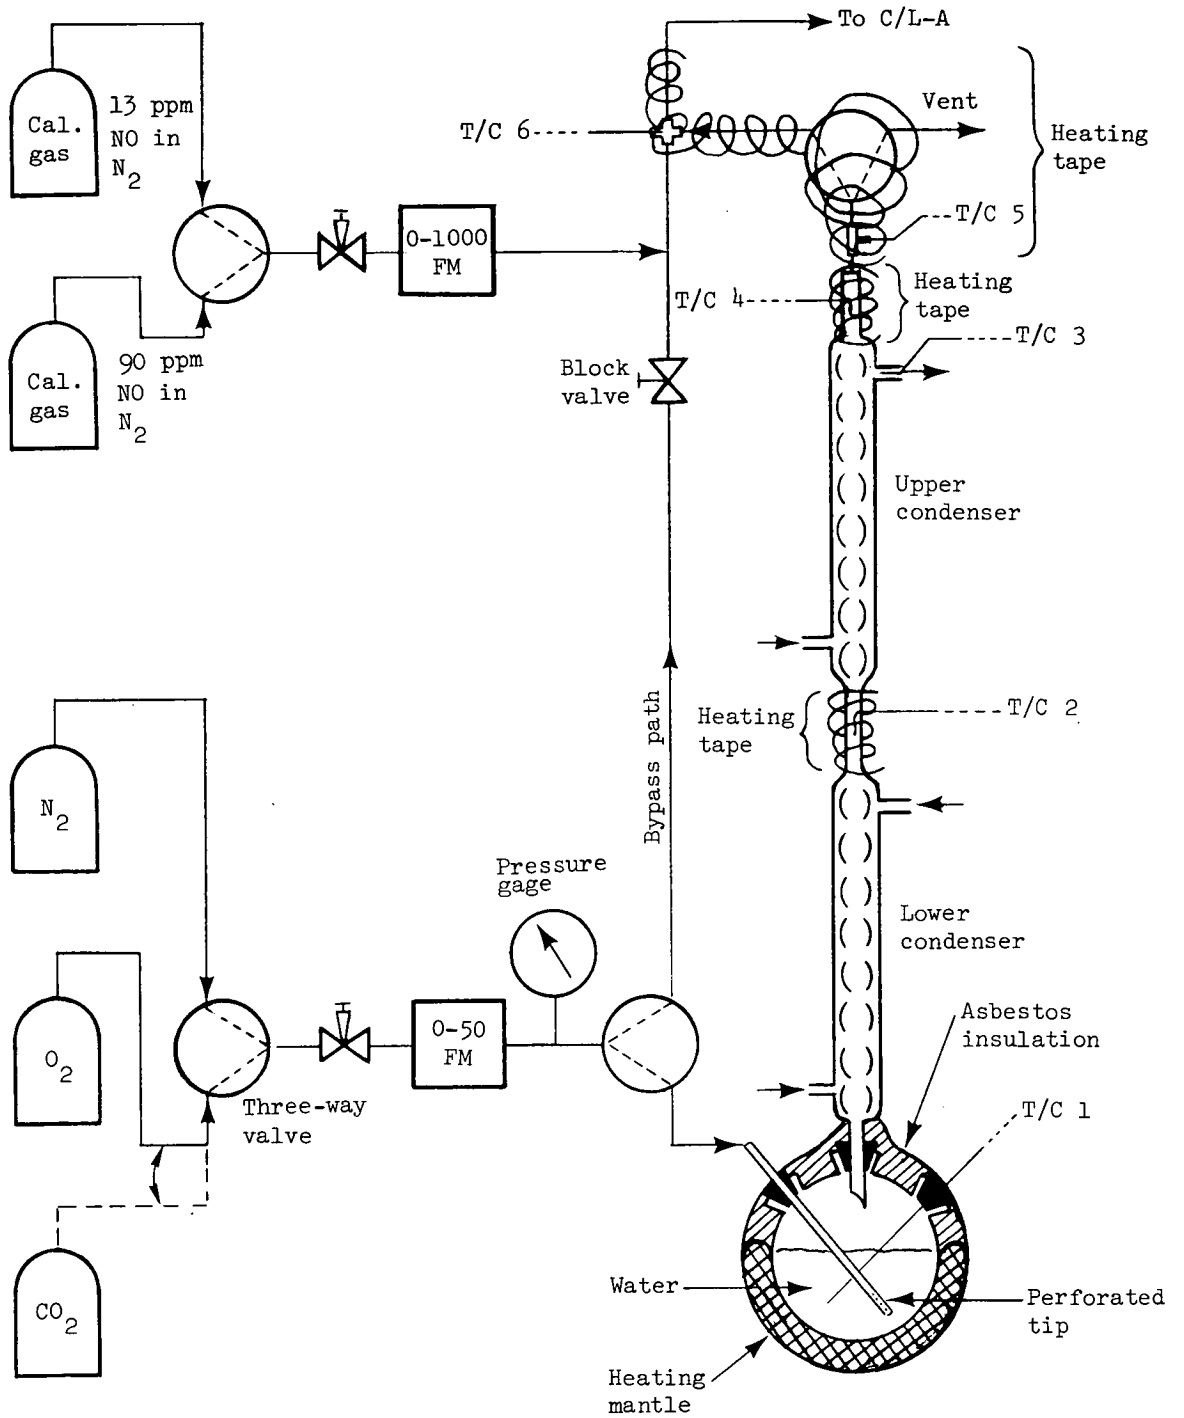 To C/L-A
13 ppm
NO in
N2
Cal.
gas
T/C 6
Vent
Heating
tape
T/C 5
0-1000
FM
T/C 4
Heating
tape
T/C 3
90 ppm
NO in
N2
Cal.
gas
Block
valve
Upper
condenser
Heating
tape
T/C 2
Bypass path
N2
Pressure
gage
Lower
condenser
Asbestos
insulation
O2
0-50
FM
Three-way
valve
T/C 1
CO2
Water
Perforated
tip
Heating
mantle